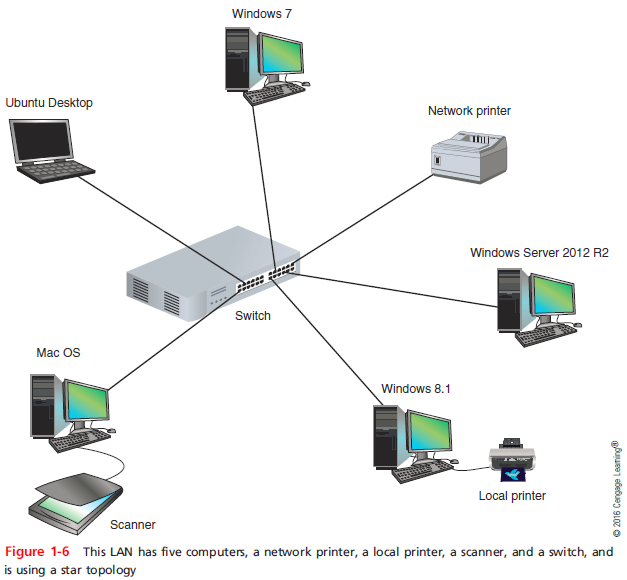 Windows 7
Ubuntu Desktop
Network printer
Windows Server 2012 R2
Switch
Mac OS
Windows 8.1
Local printer
Scanner
© 2016 Cengage Learning®
Figure 1-6 This LAN has five computers, a network printer, a local printer, a scanner, and a switch, and
is using a star topology